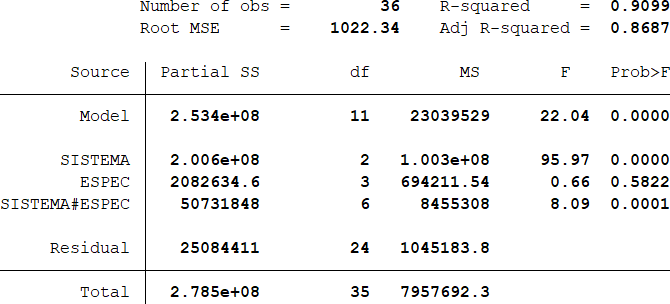 Number of obs = 36 R-squared = 0.9099
Root MSE = 1022.34 Adj R-squared = 0.8687
Source Partial SS df MS F Prob>F
Model 2.534e+08 11 23039529 22.04 0.0000
SISTEMA 2.006e+08 2 1.003e+08 95.97 0.0000
ESPEC 2082634.6 3 694211.54 0.66 0.5822
SISTEMA#ESPEC 50731848 6 8455308 8.09 0.0001
Residual 25084411 24 1045183.8
Total 2.785e+08 35 7957692.3